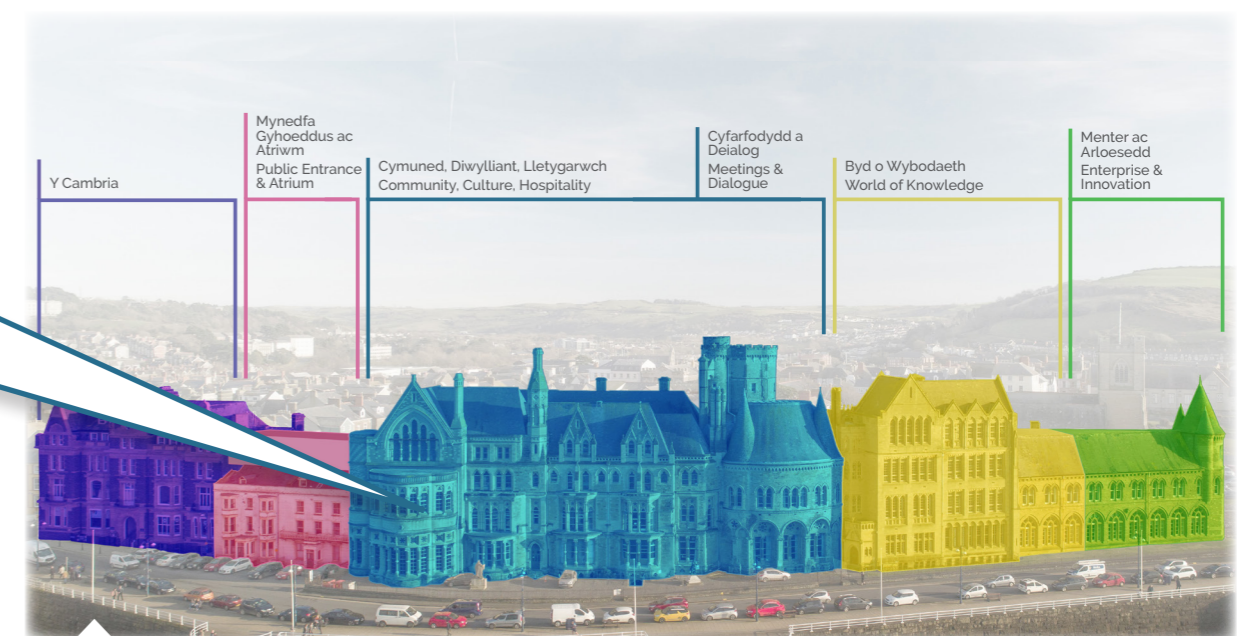 Y Cambria
Mynedfa
Gyhoeddus ac
Atriwm
Public Entrance
& Atrium
Cymuned, Diwylliant, Lletygarwch
Community, Culture, Hospitality
Cyfarfodydd a
Deialog
Meetings &
Dialogue
Byd o Wybodaeth
World of Knowledge
Menter ac
Arloesedd
Enterprise &
Innovation